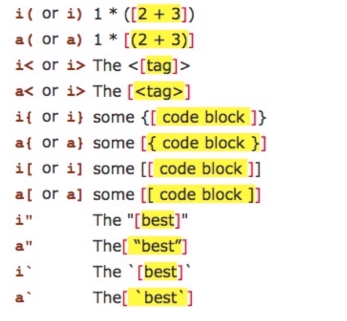 i( or i) 1 * ([2 + 3])
a( or a) 1 * [(2 + 3)]
i< or i> The <[tag]>
a< or i> The [<tag>]
i{ or i} some {[ code block ]}
a{ or a} some [{ code block }]
i[ or i] some [[ code block ]]
a[ or a] some [[ code block ]]
i" The "[best]"
a" The[ “best”]
i` The `[best]`
a` The[ `best`]